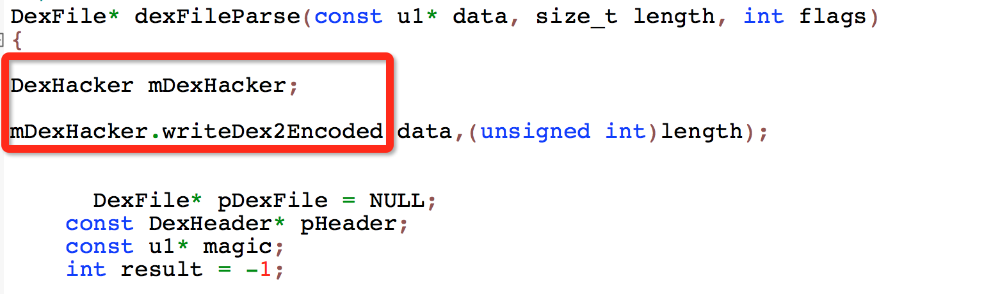 DexFile* dexFileParse(const u1* data, size_t length, int flags)
{
DexHacker mDexHacker;
mDexHacker.writeDex2Encoded data,(unsigned int)length);
DexFile* pDexFile = NULL;
const DexHeader* pHeader;
const u1* magic;
int result = -1;